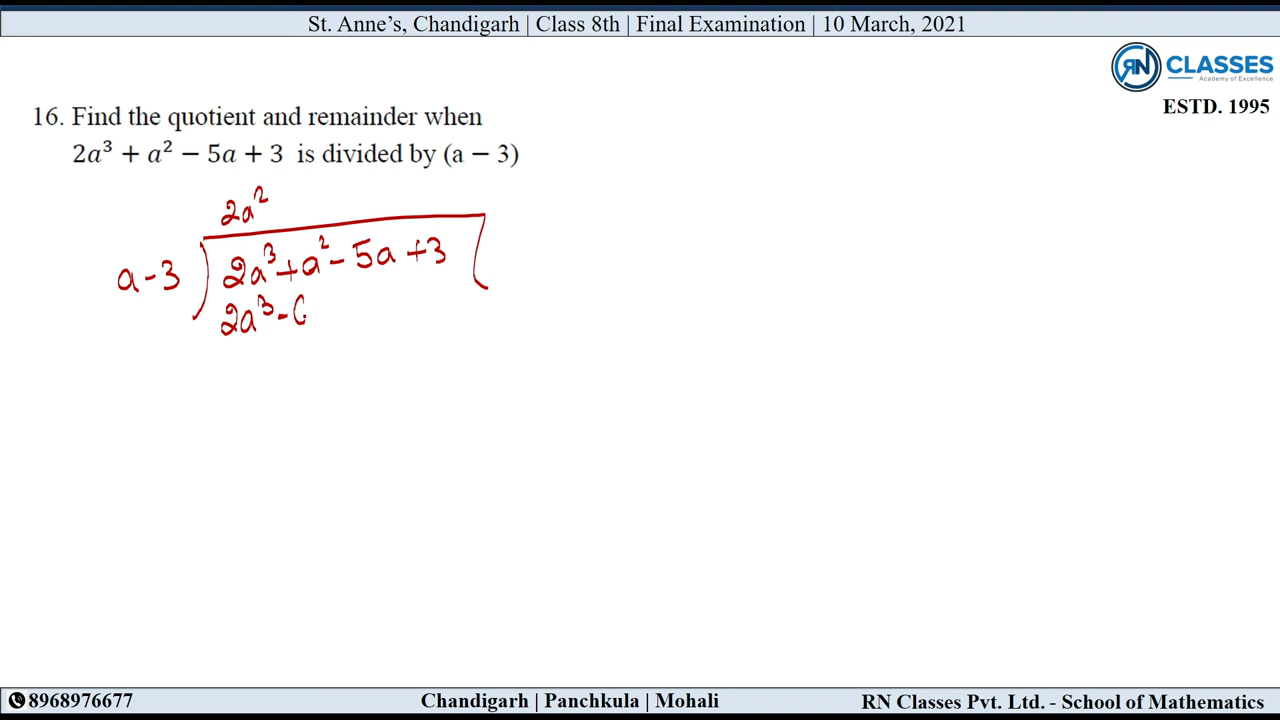 St. Anne’s, Chandigarh | Class 8th | Final Examination | 10 March, 2021
RN CLASSES
Academy of Excellence
ESTD. 1995
16. Find the quotient and remainder when
2a³ + a² − 5a + 3 is divided by (a − 3)
2a²
a-3 ) 2a³+a²-5a+3 (
2a³-
8968976677
Chandigarh | Panchkula | Mohali
RN Classes Pvt. Ltd. - School of Mathematics